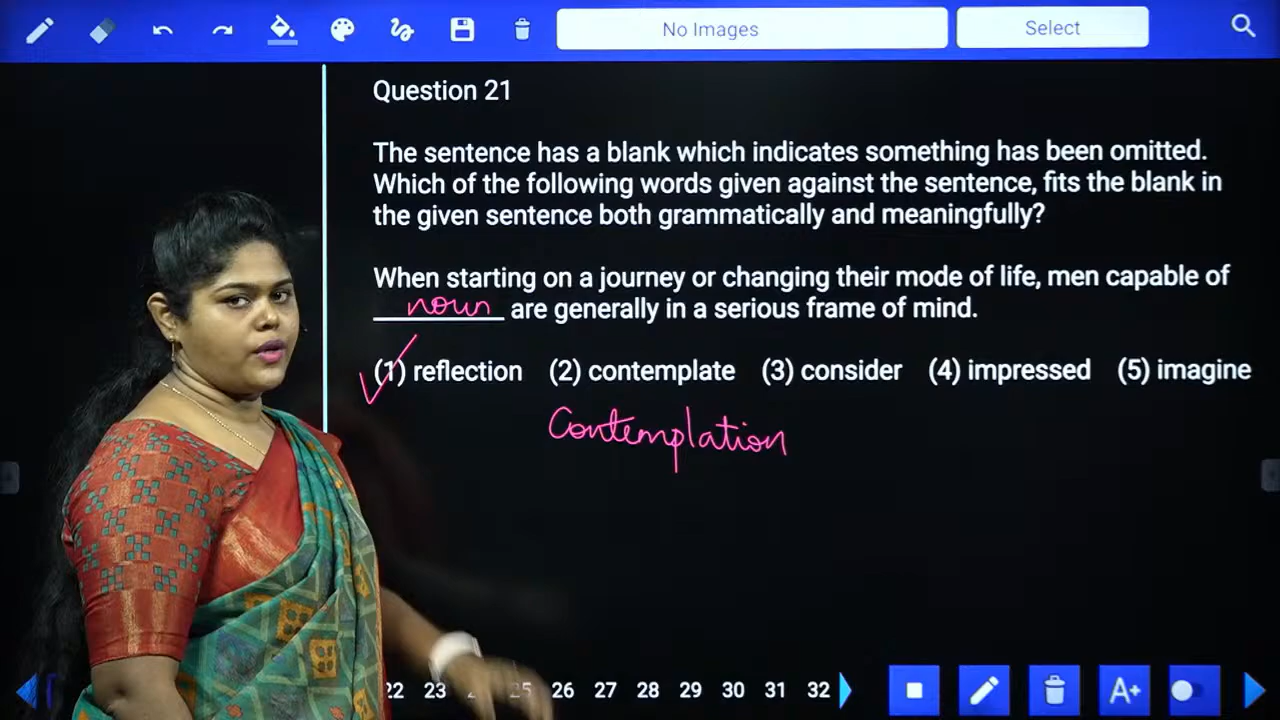 No Images
Select
Question 21
The sentence has a blank which indicates something has been omitted.
Which of the following words given against the sentence, fits the blank in
the given sentence both grammatically and meaningfully?
When starting on a journey or changing their mode of life, men capable of
noun are generally in a serious frame of mind.
(1) reflection (2) contemplate (3) consider (4) impressed (5) imagine
Contemplation
22 23 25 26 27 28 29 30 31 32
A+